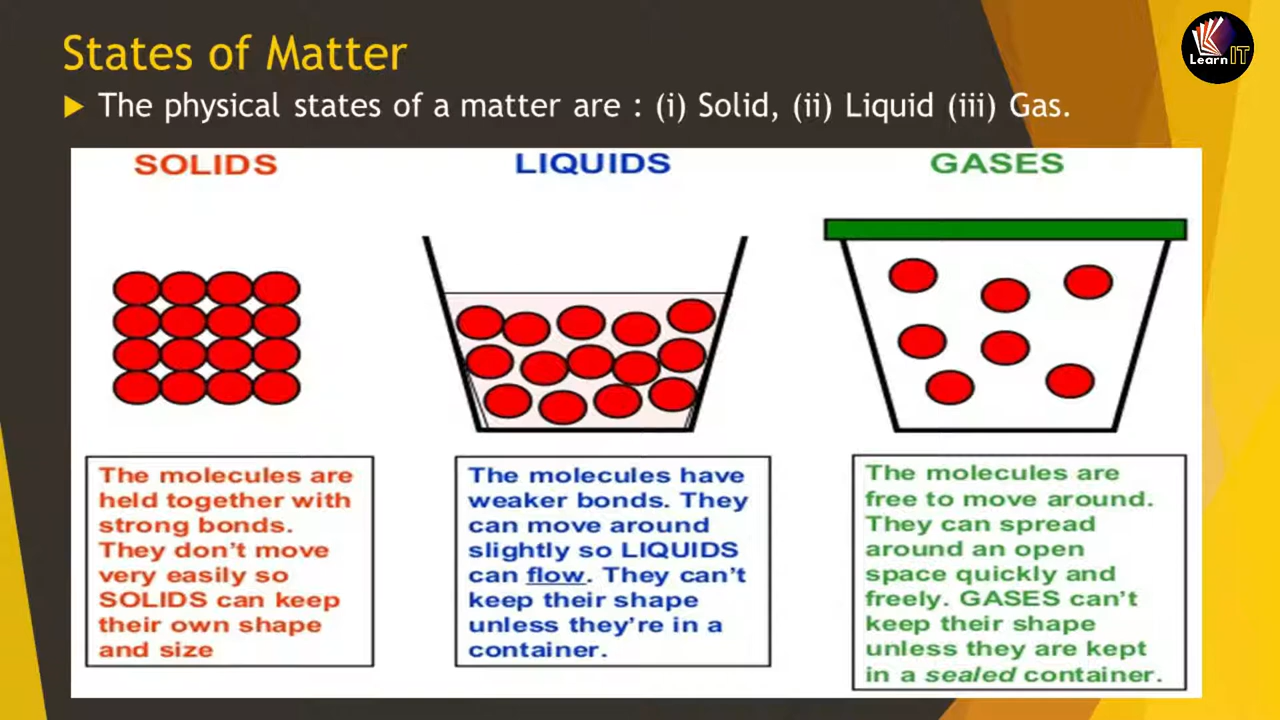 States of Matter
The physical states of a matter are : (i) Solid, (ii) Liquid (iii) Gas.
Learn IT
SOLIDS
LIQUIDS
GASES
The molecules are
held together with
strong bonds.
They don't move
very easily so
SOLIDS can keep
their own shape
and size
The molecules have
weaker bonds. They
can move around
slightly so LIQUIDS
can flow. They can't
keep their shape
unless they're in a
container.
The molecules are
free to move around.
They can spread
around an open
space quickly and
freely. GASES can't
keep their shape
unless they are kept
in a sealed container.